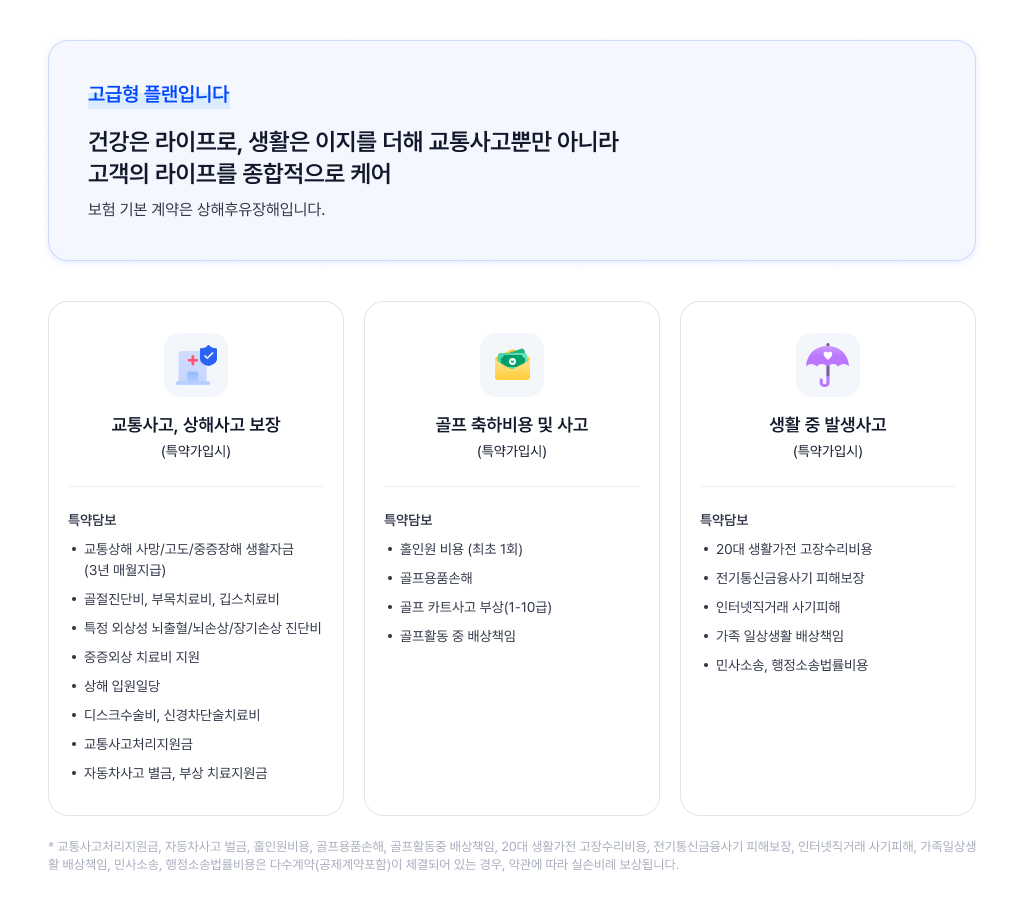 고급형 플랜입니다
건강은 라이프로, 생활은 이지를 더해 교통사고뿐만 아니라
고객의 라이프를 종합적으로 케어
보험 기본 계약은 상해후유장해입니다.
교통사고, 상해사고 보장
(특약가입시)
특약담보
• 교통상해 사망/고도/중증장해 생활자금
(3년 매월지급)
• 골절진단비, 부목치료비, 깁스치료비
• 특정 외상성 뇌출혈/뇌손상/장기손상 진단비
• 중증외상 치료비 지원
• 상해 입원일당
• 디스크수술비, 신경차단술치료비
• 교통사고처리지원금
• 자동차사고 별금, 부상 치료지원금
골프 축하비용 및 사고
(특약가입시)
특약담보
• 홀인원 비용 (최초 1회)
• 골프용품손해
• 골프 카트사고 부상(1-10급)
• 골프활동 중 배상책임
생활 중 발생사고
(특약가입시)
특약담보
• 20대 생활가전 고장수리비용
• 전기통신금융사기 피해보장
• 인터넷직거래 사기피해
• 가족 일상생활 배상책임
• 민사소송, 행정소송법률비용
* 교통사고처리지원금, 자동차사고 벌금, 홀인원비용, 골프용품손해, 골프활동중 배상책임, 20대 생활가전 고장수리비용, 전기통신금융사기 피해보장, 인터넷직거래 사기피해, 가족일상생
활 배상책임, 민사소송, 행정소송법률비용은 다수계약(공제계약포함)이 체결되어 있는 경우, 약관에 따라 실손비례 보상됩니다.